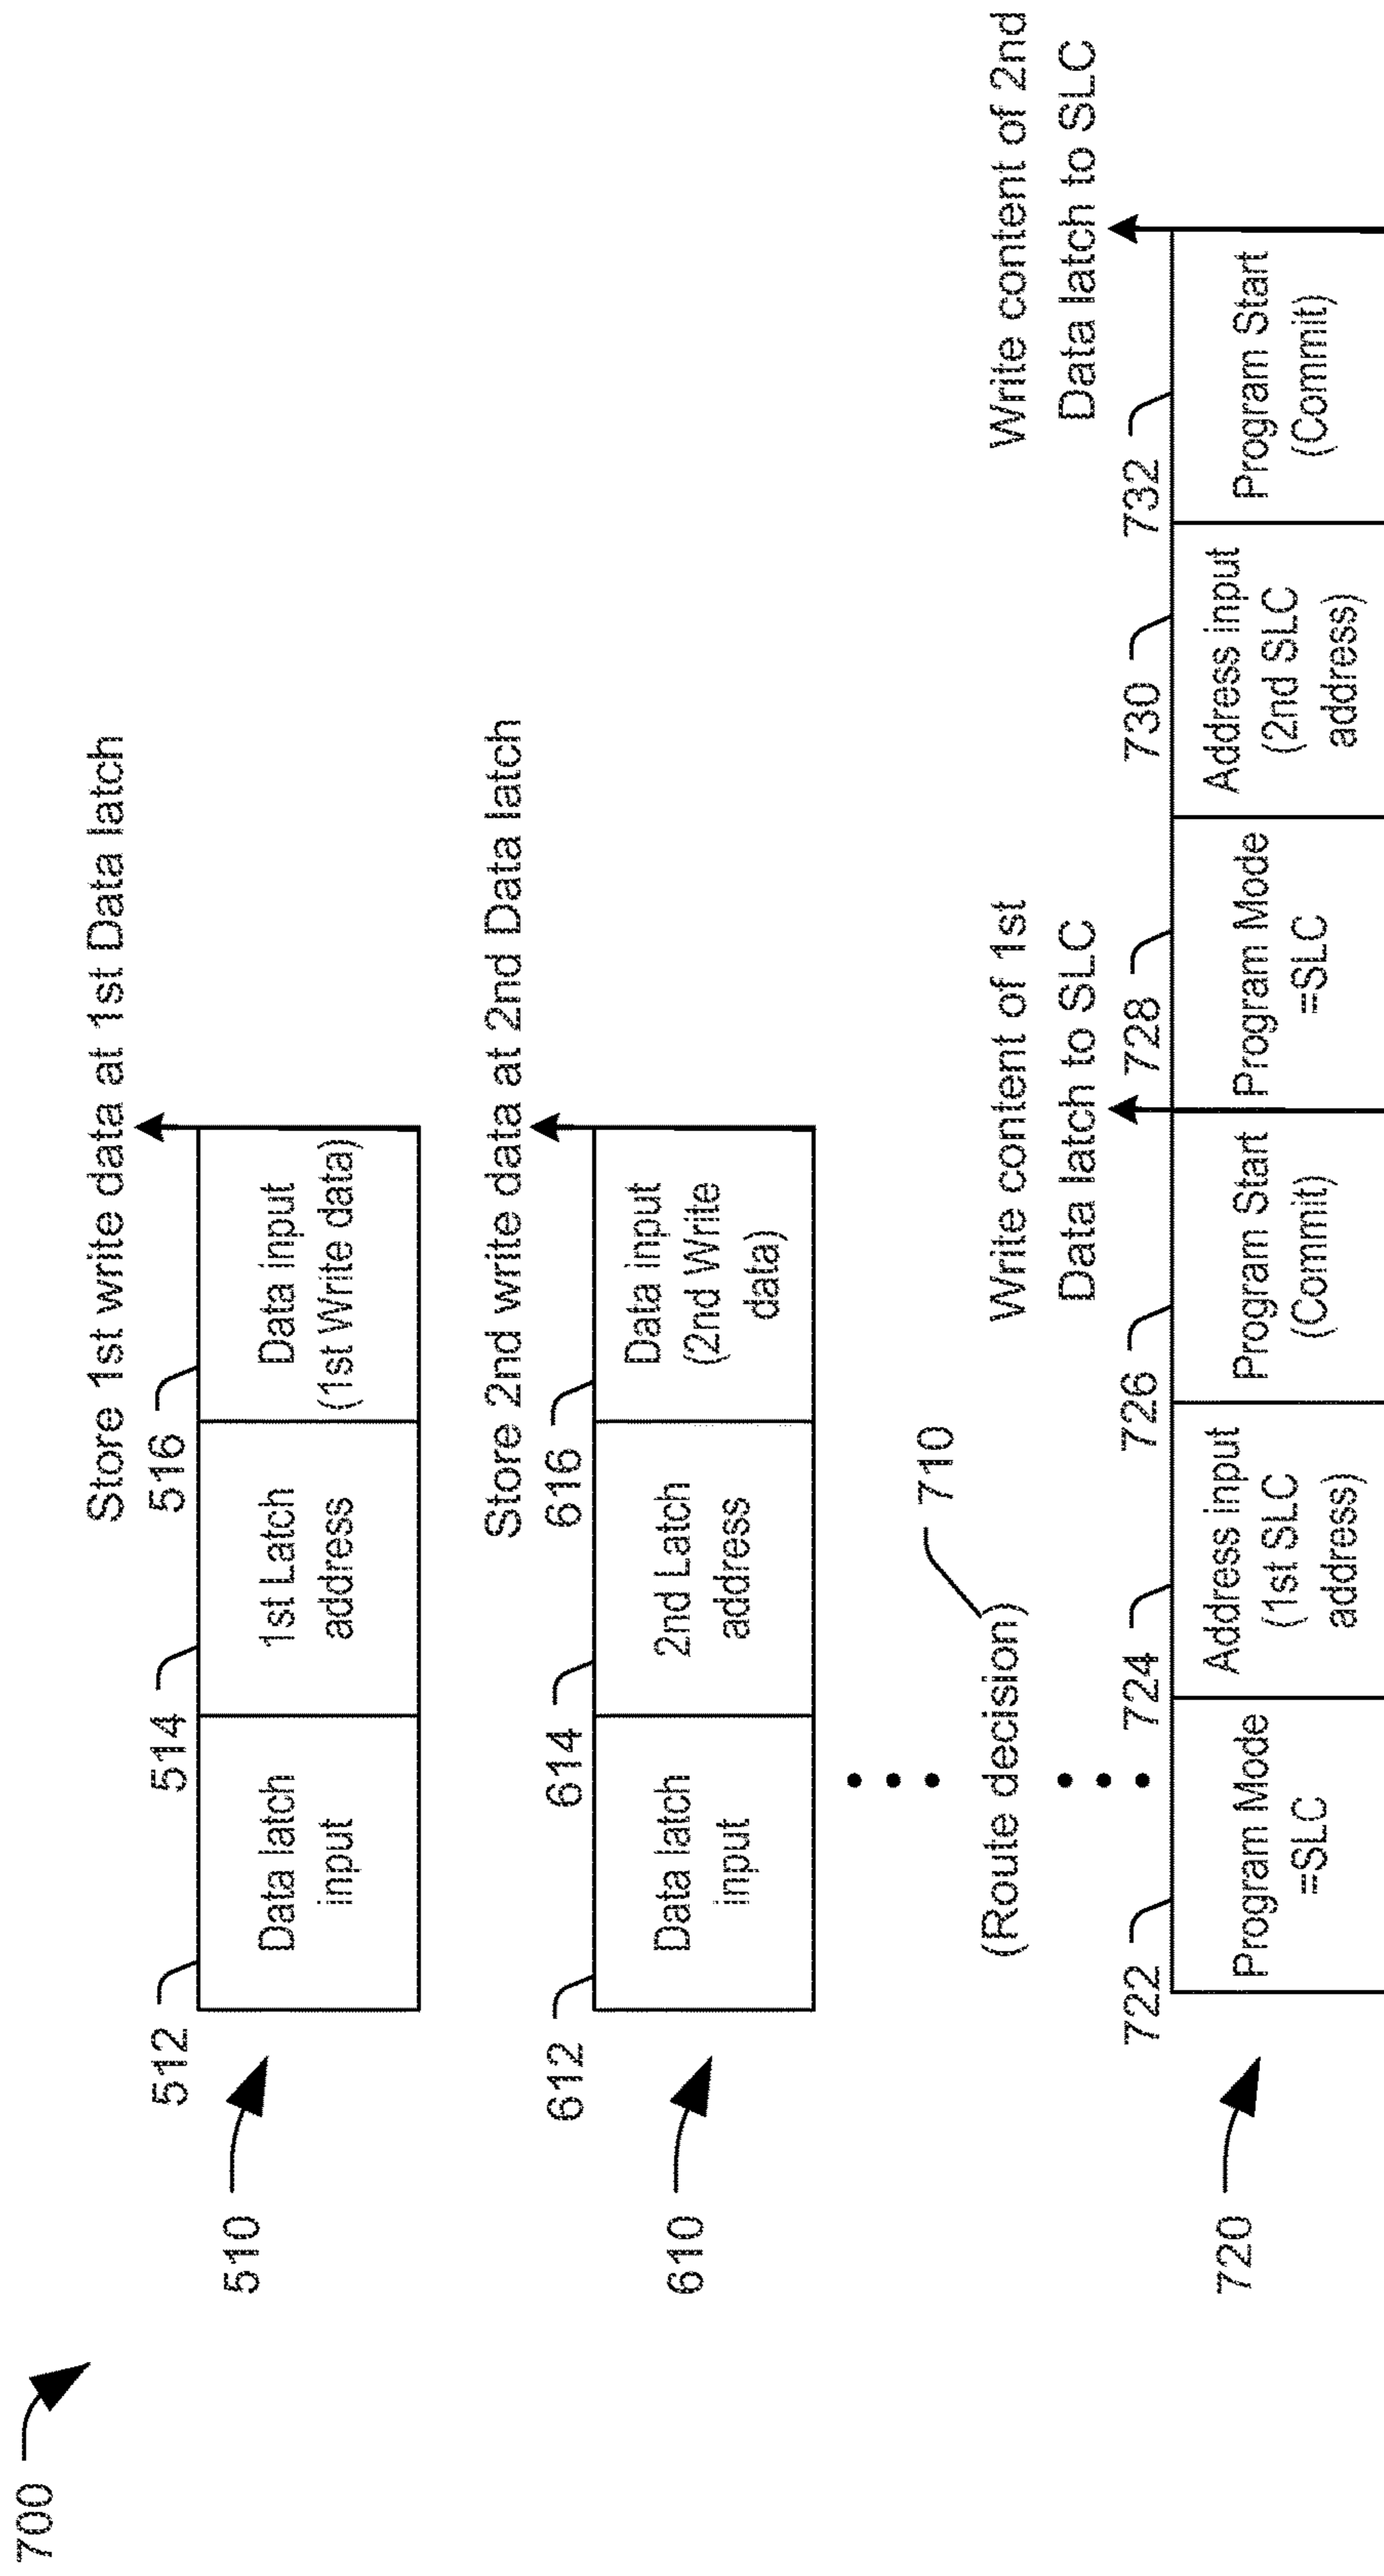 700
Store 1st write data at 1st Data latch
512
514
516
510
Data latch
input
1st Latch
address
Data input
(1st Write data)
Store 2nd write data at 2nd Data latch
612
614
616
610
Data latch
input
2nd Latch
address
Data input
(2nd Write
data)
(Route decision)
710
Write content of 1st
Data latch to SLC
Write content of 2nd
Data latch to SLC
722
724
726
728
730
732
720
Program Mode
=SLC
Address input
(1st SLC
address)
Program Start
(Commit)
Program Mode
=SLC
Address input
(2nd SLC
address)
Program Start
(Commit)